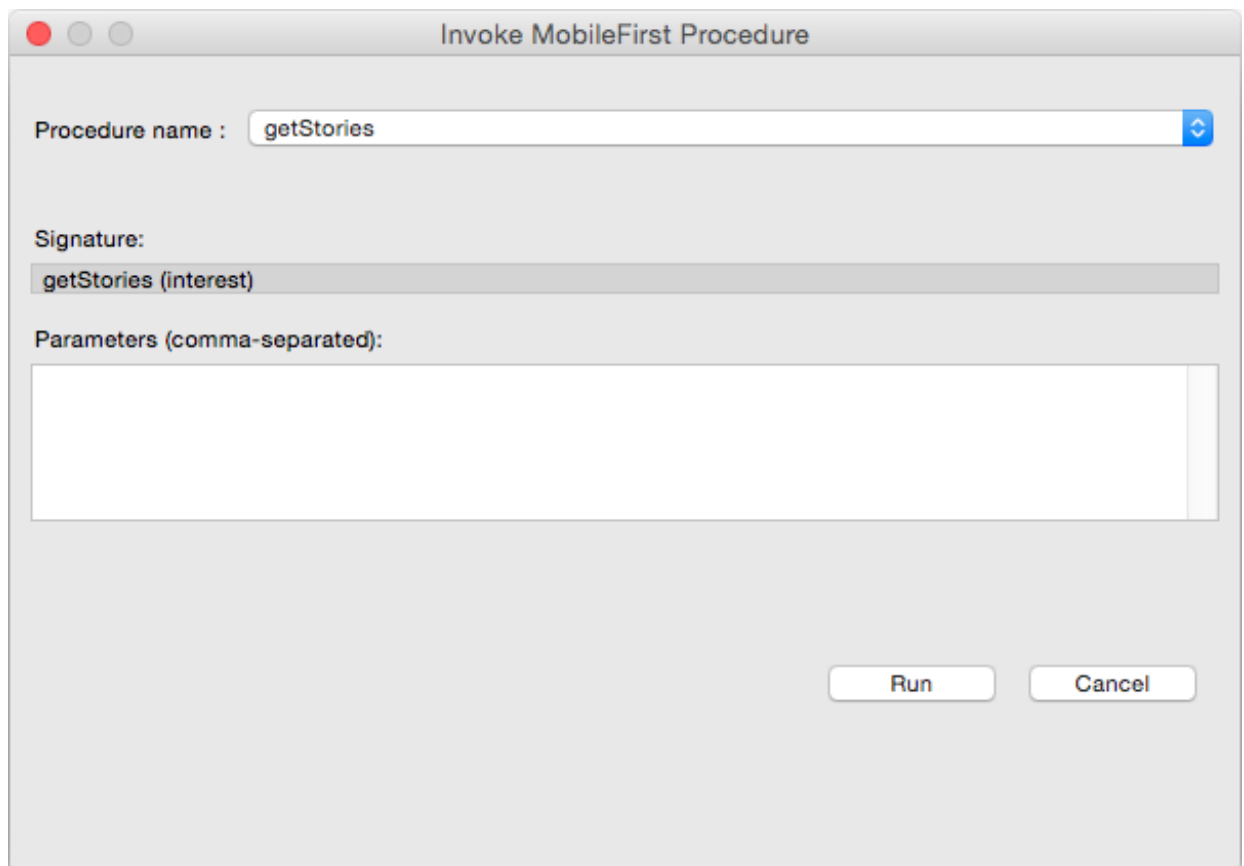 Invoke MobileFirst Procedure
Procedure name : getStories
Signature:
getStories (interest)
Parameters (comma-separated):
Run Cancel